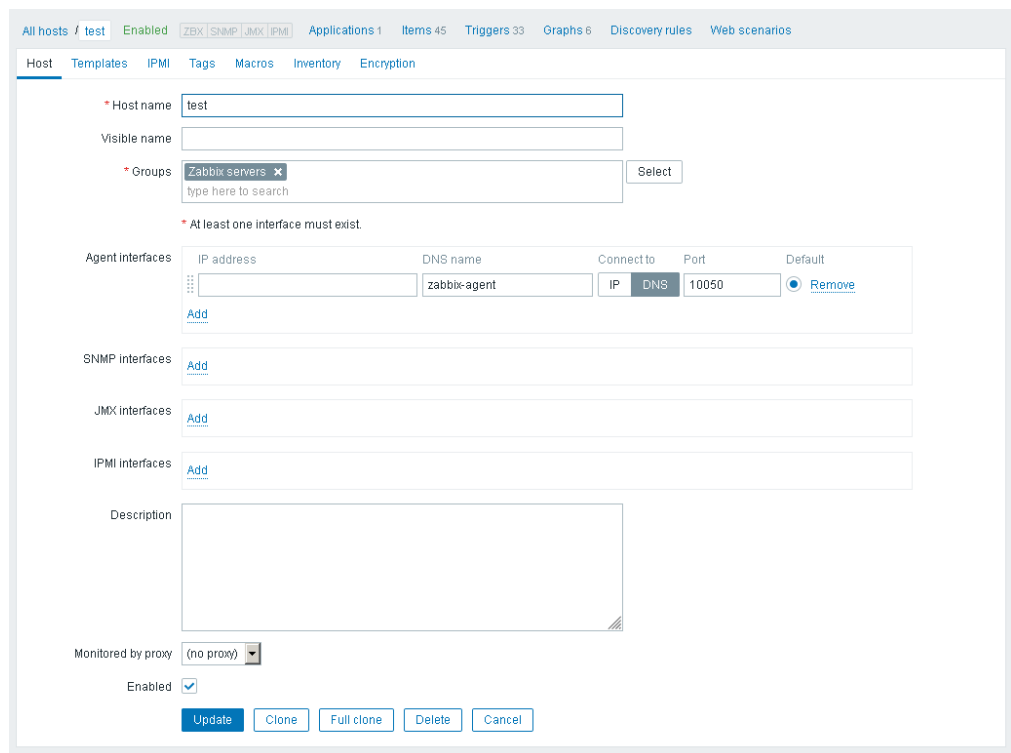 All hosts / test Enabled ZBX SNMP JMX IPMI Applications 1 Items 45 Triggers 33 Graphs 6 Discovery rules Web scenarios
Host Templates IPMI Tags Macros Inventory Encryption
* Host name test
Visible name
* Groups Zabbix servers × Select
type here to search
* At least one interface must exist.
Agent interfaces IP address DNS name Connect to Port Default
zabbix-agent IP DNS 10050 Remove
Add
SNMP interfaces Add
JMX interfaces Add
IPMI interfaces Add
Description
Monitored by proxy (no proxy)
Enabled
Update Clone Full clone Delete Cancel